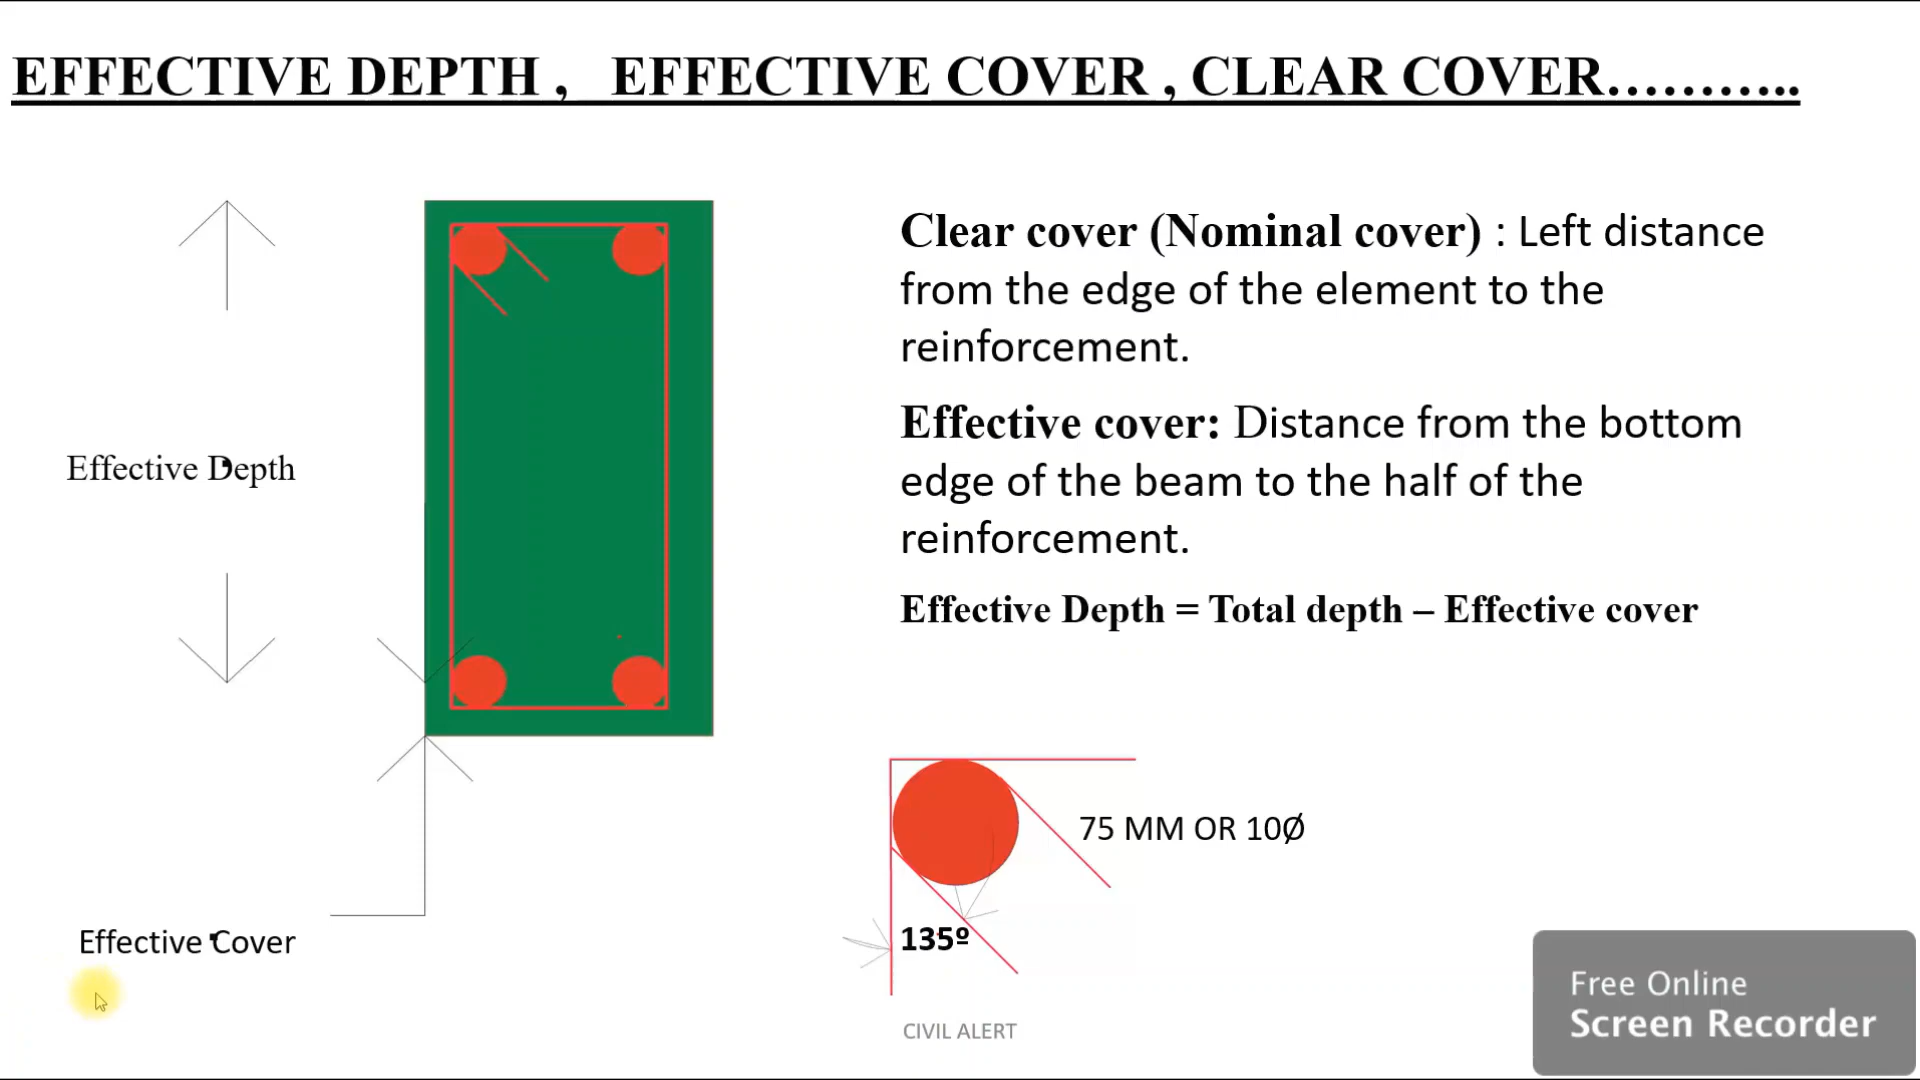 EFFECTIVE DEPTH , EFFECTIVE COVER , CLEAR COVER………..
Clear cover (Nominal cover) : Left distance
from the edge of the element to the
reinforcement.
Effective cover: Distance from the bottom
edge of the beam to the half of the
reinforcement.
Effective Depth = Total depth – Effective cover
Effective Depth
75 MM OR 10Ø
135º
Effective Cover
CIVIL ALERT
Free Online
Screen Recorder